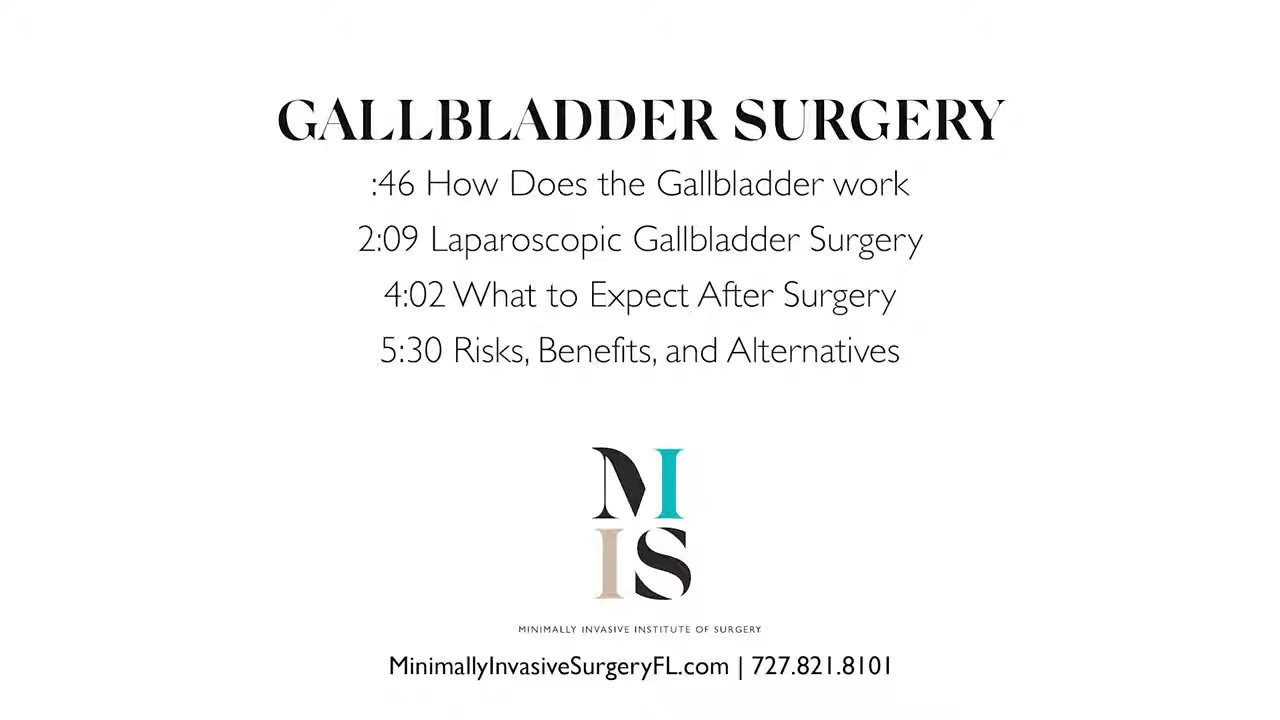 GALLBLADDER SURGERY
:46 How Does the Gallbladder work
2:09 Laparoscopic Gallbladder Surgery
4:02 What to Expect After Surgery
5:30 Risks, Benefits, and Alternatives
MI
IS
MINIMALLY INVASIVE INSTITUTE OF SURGERY
MinimallyInvasiveSurgeryFL.com | 727.821.8101